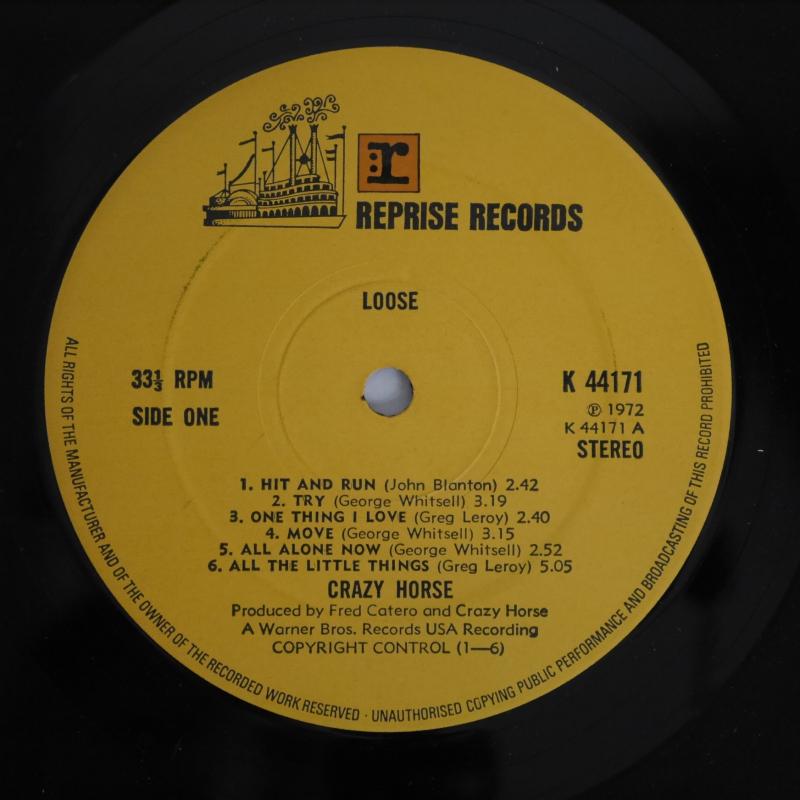 r
REPRISE RECORDS
LOOSE
33⅓ RPM
SIDE ONE
K 44171
℗ 1972
K 44171 A
STEREO
1. HIT AND RUN (John Blanton) 2.42
2. TRY (George Whitsell) 3.19
3. ONE THING I LOVE (Greg Leroy) 2.40
4. MOVE (George Whitsell) 3.15
5. ALL ALONE NOW (George Whitsell) 2.52
6. ALL THE LITTLE THINGS (Greg Leroy) 5.05
CRAZY HORSE
Produced by Fred Catero and Crazy Horse
A Warner Bros. Records USA Recording
COPYRIGHT CONTROL (1—6)
ALL RIGHTS OF THE MANUFACTURER AND OF THE OWNER OF THE RECORDED WORK RESERVED · UNAUTHORISED COPYING PUBLIC PERFORMANCE AND BROADCASTING OF THIS RECORD PROHIBITED